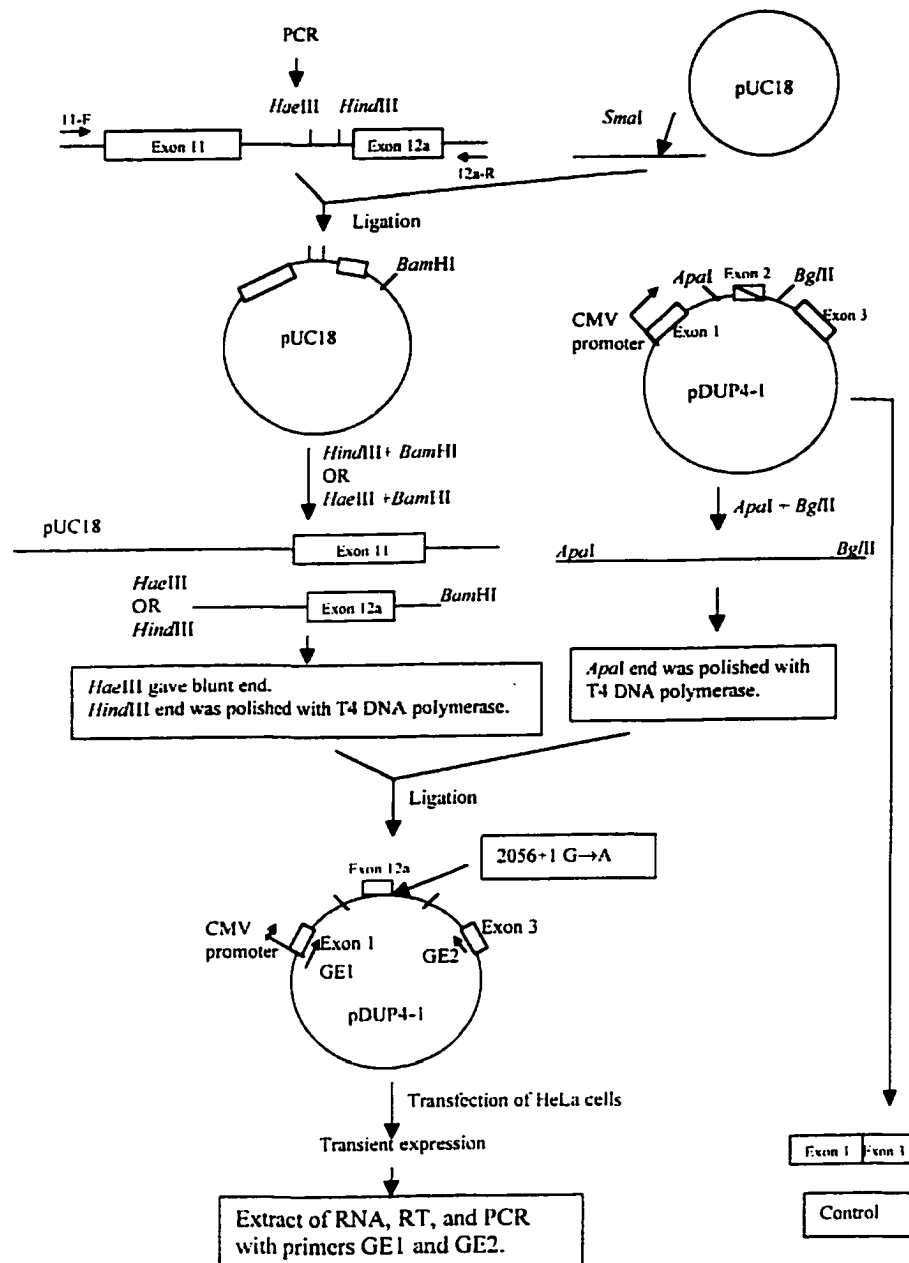 PCR
HaeIII HindIII
11-F
Exon 11
Exon 12a
12a-R
SmaI
pUC18
Ligation
BamHI
pUC18
ApaI
Exon 2
BglII
CMV
promoter
Exon 1
Exon 3
pDUP4-1
HindIII + BamHI
OR
HaeIII + BamHI
ApaI + BglII
pUC18
Exon 11
ApaI
BglII
HaeIII
OR
HindIII
Exon 12a
BamHI
HaeIII gave blunt end.
HindIII end was polished with T4 DNA polymerase.
ApaI end was polished with
T4 DNA polymerase.
Ligation
2056+1 G→A
Exon 12a
CMV
promoter
Exon 1
GE1
GE2
Exon 3
pDUP4-1
Transfection of HeLa cells
Transient expression
Exon 1 Exon 3
Extract of RNA, RT, and PCR
with primers GE1 and GE2.
Control